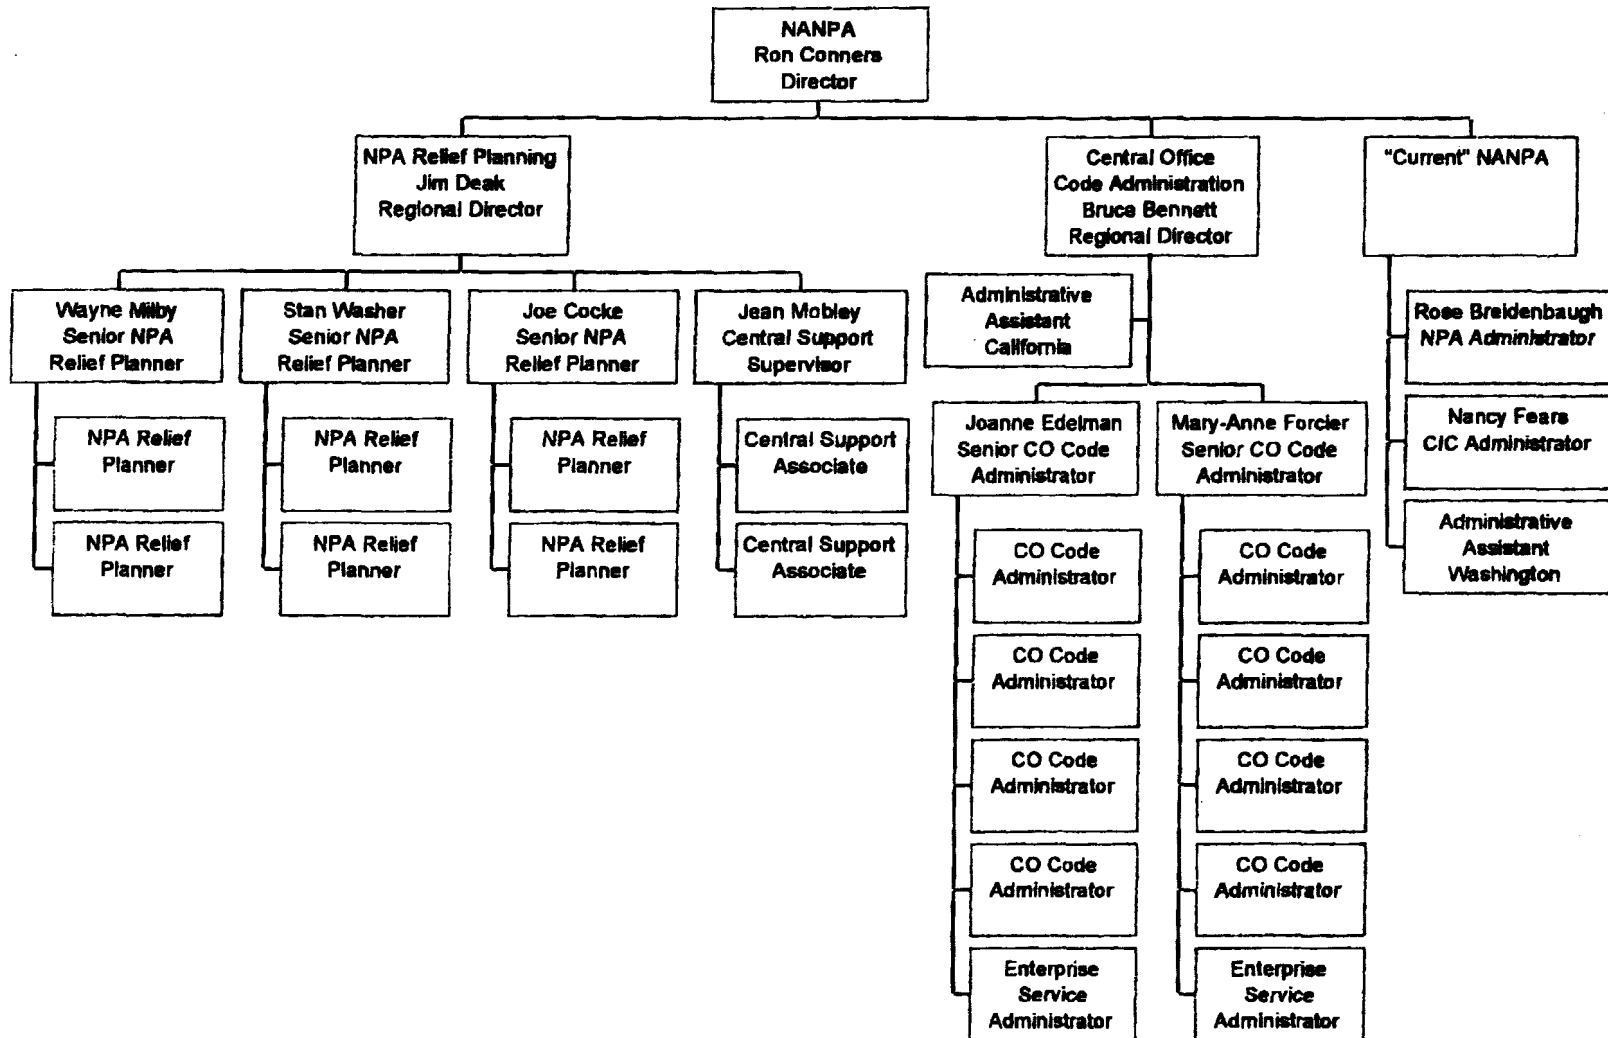 NANPA
Ron Conners
Director
NPA Relief Planning
Jim Deak
Regional Director
Central Office
Code Administration
Bruce Bennett
Regional Director
"Current" NANPA
Wayne Milby
Senior NPA
Relief Planner
Stan Washer
Senior NPA
Relief Planner
Joe Cocke
Senior NPA
Relief Planner
Jean Mobley
Central Support
Supervisor
Administrative
Assistant
California
Rose Breidenbaugh
NPA Administrator
NPA Relief
Planner
NPA Relief
Planner
NPA Relief
Planner
NPA Relief
Planner
NPA Relief
Planner
NPA Relief
Planner
Central Support
Associate
Central Support
Associate
Joanne Edelman
Senior CO Code
Administrator
Mary-Anne Forcier
Senior CO Code
Administrator
Nancy Fears
CIC Administrator
Administrative
Assistant
Washington
CO Code
Administrator
CO Code
Administrator
CO Code
Administrator
CO Code
Administrator
Enterprise
Service
Administrator
CO Code
Administrator
CO Code
Administrator
CO Code
Administrator
CO Code
Administrator
Enterprise
Service
Administrator